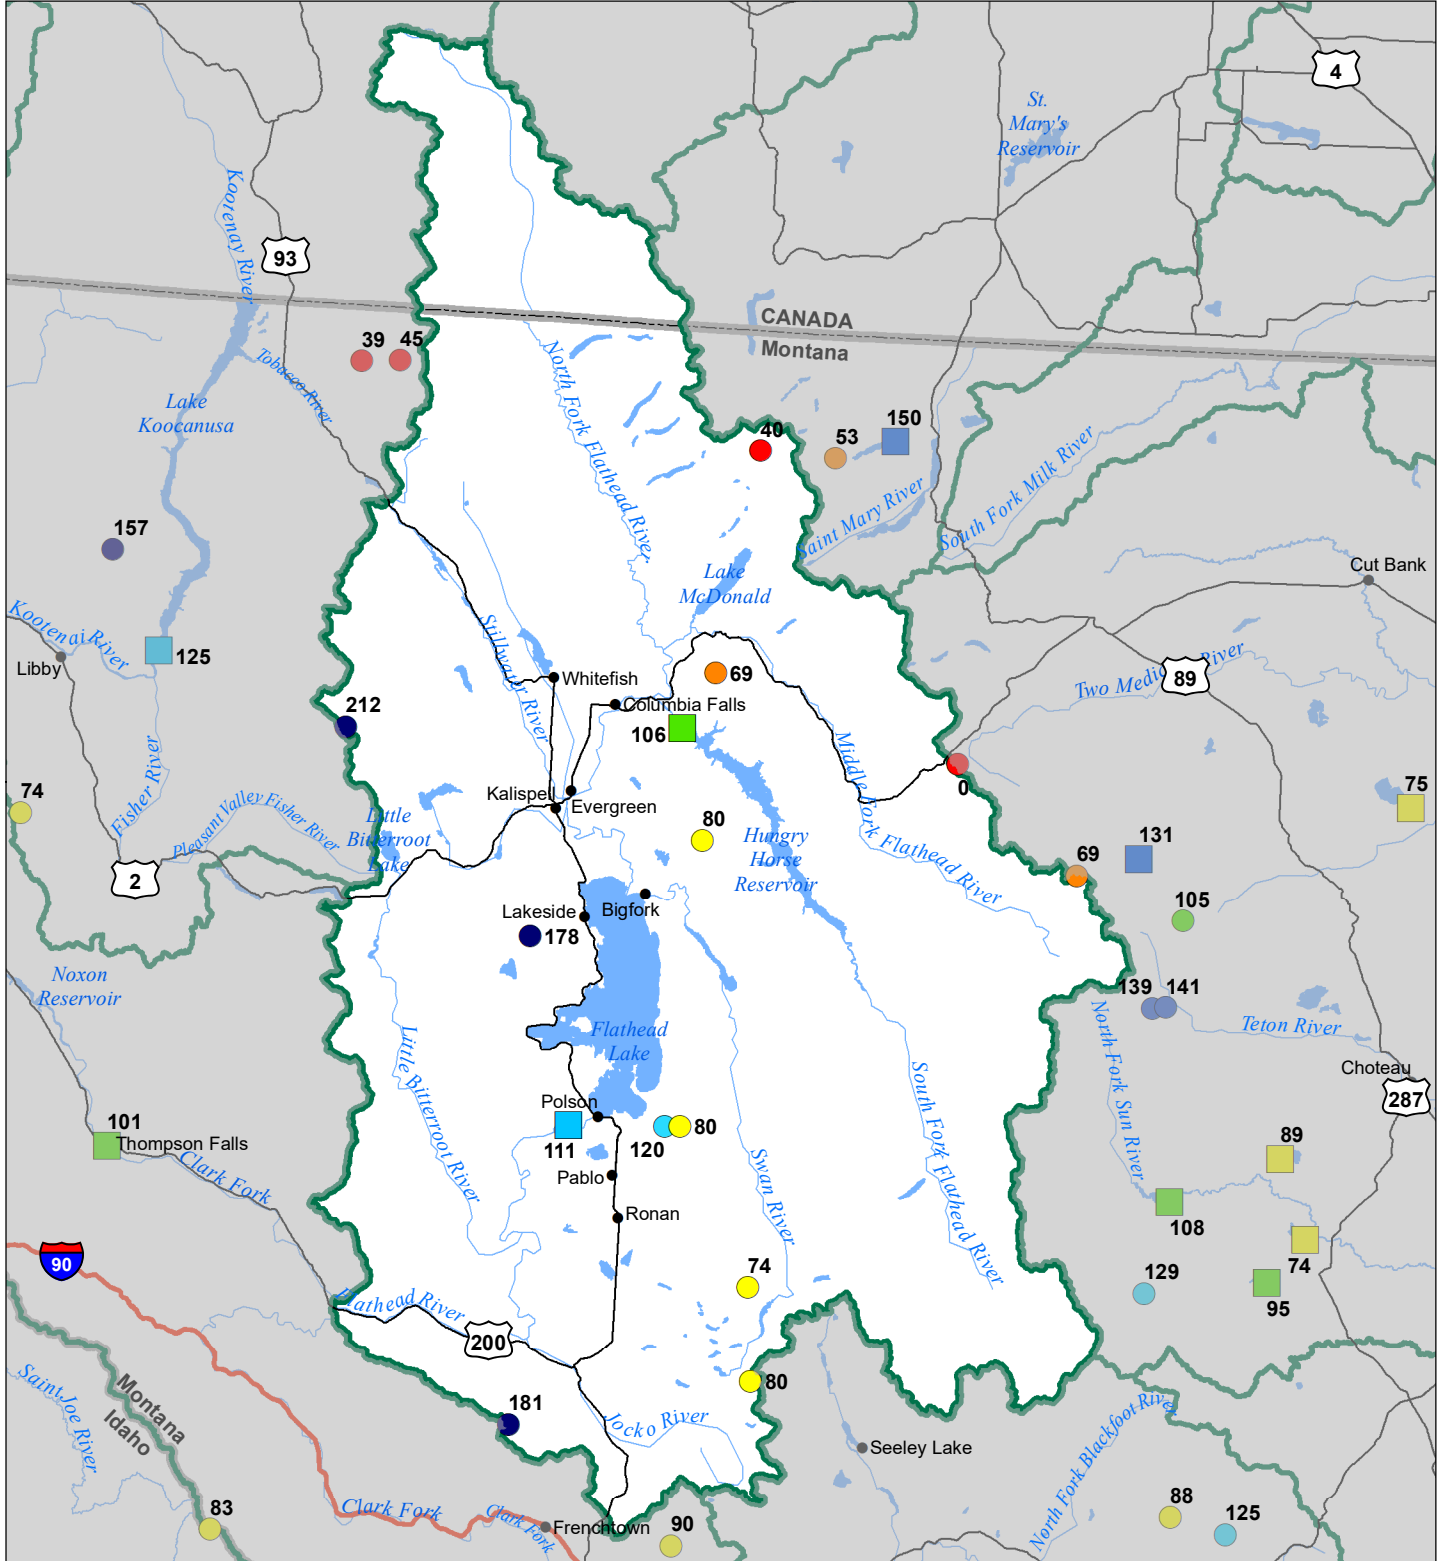 4
St.
Mary's
Reservoir
Kootenay River
93
CANADA
Montana
39
45
Tobacco River
North Fork Flathead River
Lake
Koocanusa
40
53
150
Saint Mary River
South Fork Milk River
157
Cut Bank
Lake
McDonald
Kootenai River
Libby
125
Stillwater River
Whitefish
69
Two Medicine River
89
212
Columbia Falls
106
Middle Fork Flathead River
0
74
Fisher River
Pleasant Valley Fisher River
Little
Bitterroot
Lake
Kalispell
Evergreen
75
80
Hungry
Horse
Reservoir
131
69
2
105
Lakeside
Bigfork
178
Noxon
Reservoir
139
141
Teton River
Flathead
Lake
Little Bitterroot River
North Fork Sun River
South Fork Flathead River
Choteau
287
101
Thompson Falls
Clark Fork
Polson
111
120
80
89
Pablo
Swan River
Ronan
108
74
90
74
129
95
Flathead River
200
80
Saint Joe River
Montana
Idaho
181
Jocko River
North Fork Blackfoot River
Seeley Lake
83
Clark Fork
Clark Fork
Frenchtown
90
88
125